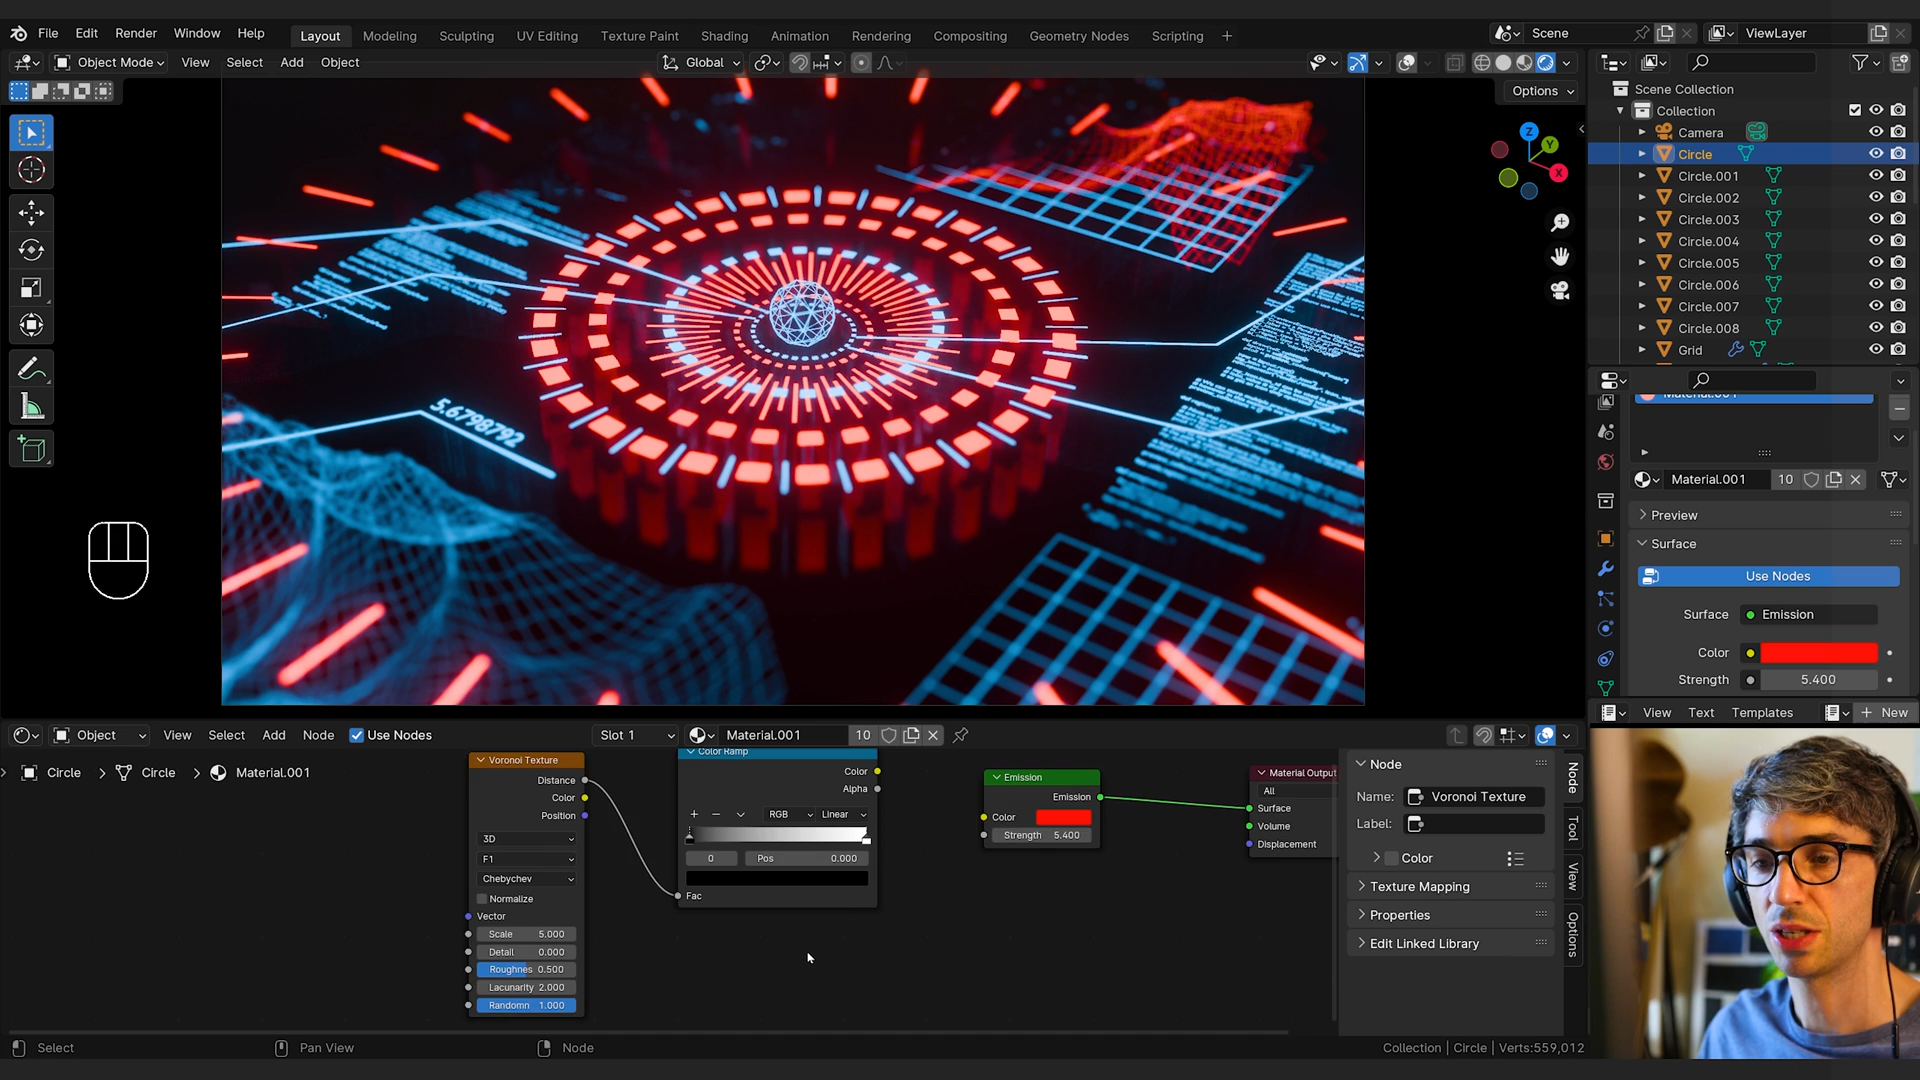 File Edit Render Window Help Layout Modeling Sculpting UV Editing Texture Paint Shading Animation Rendering Compositing Geometry Nodes Scripting + Scene ViewLayer
Object Mode View Select Add Object Global
Options
Scene Collection
Collection
Camera
Circle
Circle.001
Circle.002
Circle.003
Circle.004
Circle.005
Circle.006
Circle.007
Circle.008
Grid
Z
Y
X
5.6798792
Material.001
Material.001 10
Preview
Surface
Use Nodes
Surface Emission
Color
Strength 5.400
View Text Templates + New
Object View Select Add Node Use Nodes Slot 1 Material.001 10
Circle Circle Material.001
Voronoi Texture
Distance
Color
Position
3D
F1
Chebychev
Normalize
Vector
Scale 5.000
Detail 0.000
Roughnes 0.500
Lacunarity 2.000
Randomn 1.000
Color Ramp
Color
Alpha
+ − RGB Linear
0 Pos 0.000
Fac
Emission
Emission
Color
Strength 5.400
Material Output
All
Surface
Volume
Displacement
Node
Name: Voronoi Texture
Label:
Color
Texture Mapping
Properties
Edit Linked Library
Node
Tool
View
Options
Select Pan View Node Collection | Circle | Verts:559,012